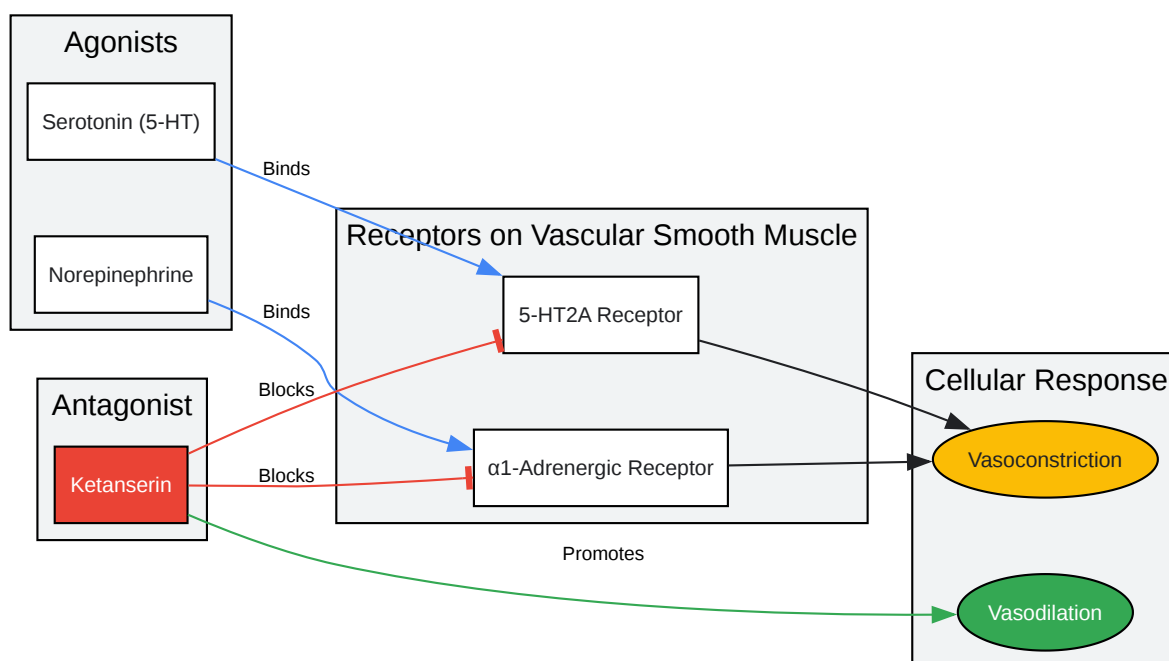 Agonists
Serotonin (5-HT)
Binds
Receptors on Vascular Smooth Muscle
Norepinephrine
Binds
5-HT2A Receptor
Cellular Response
Blocks
Antagonist
Vasoconstriction
α1-Adrenergic Receptor
Blocks
Ketanserin
Promotes
Vasodilation